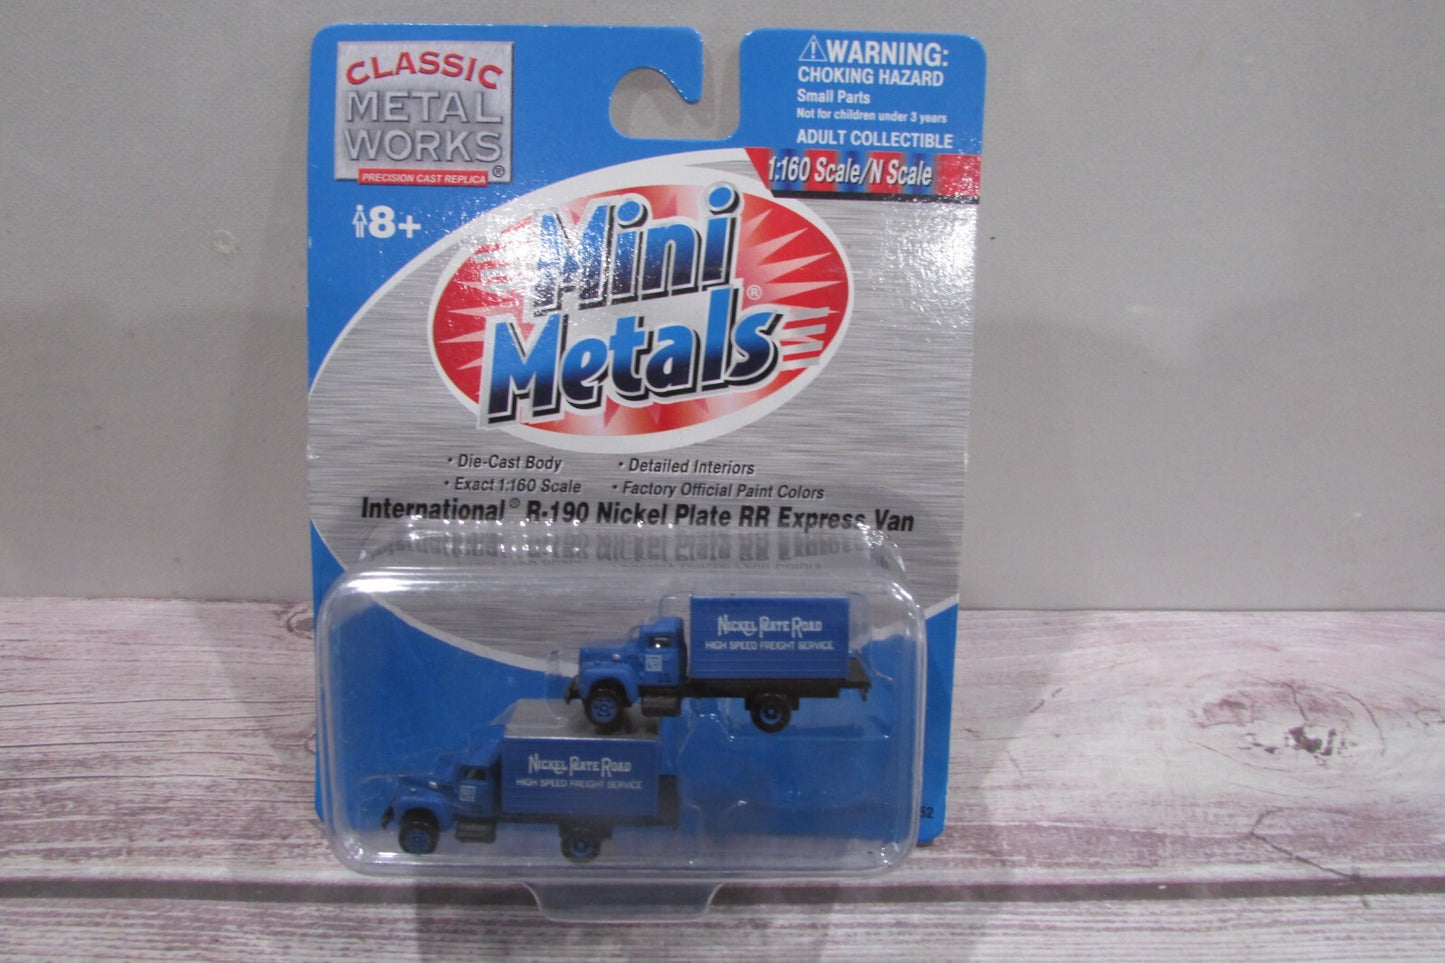 CLASSIC
METAL
WORKS®
PRECISION CAST REPLICA
8+
⚠WARNING:
CHOKING HAZARD
Small Parts
Not for children under 3 years
ADULT COLLECTIBLE
1:160 Scale/N Scale
Mini
Metals®
• Die-Cast Body
• Detailed Interiors
• Exact 1:160 Scale
• Factory Official Paint Colors
International® R-190 Nickel Plate RR Express Van
NICKEL PLATE ROAD
HIGH SPEED FREIGHT SERVICE
NICKEL PLATE ROAD
HIGH SPEED FREIGHT SERVICE
52